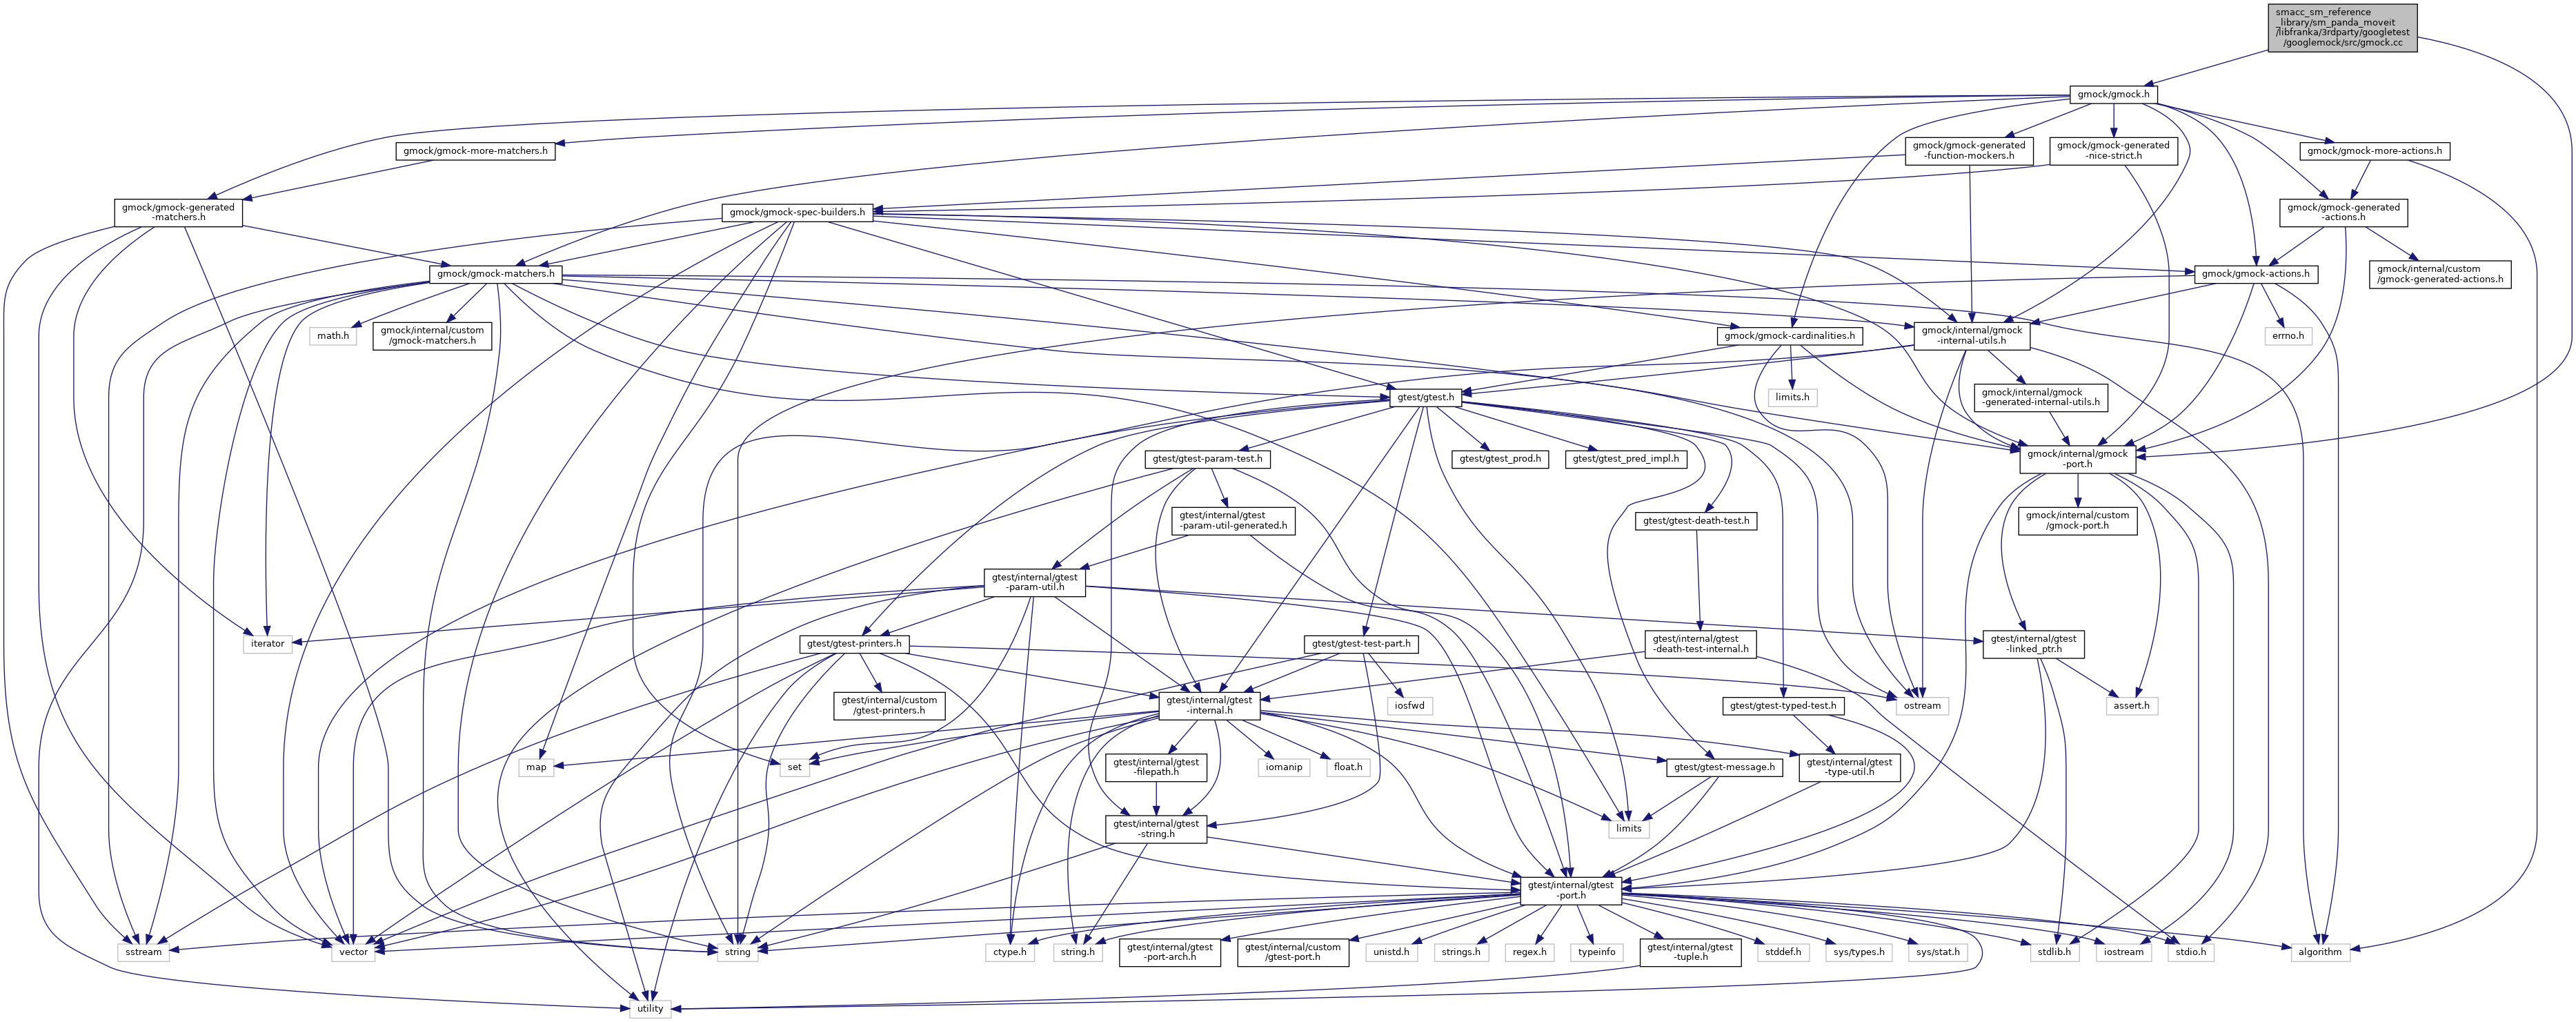 smacc_sm_reference
_library/sm_panda_moveit
/libfranka/3rdparty/googletest
/googlemock/src/gmock.cc
gmock/gmock.h
gmock/gmock-more-matchers.h
gmock/gmock-generated
-function-mockers.h
gmock/gmock-generated
-nice-strict.h
gmock/gmock-more-actions.h
gmock/gmock-generated
-matchers.h
gmock/gmock-spec-builders.h
gmock/gmock-generated
-actions.h
gmock/gmock-matchers.h
gmock/gmock-actions.h
gmock/internal/custom
/gmock-generated-actions.h
math.h
gmock/internal/custom
/gmock-matchers.h
gmock/gmock-cardinalities.h
gmock/internal/gmock
-internal-utils.h
errno.h
gtest/gtest.h
limits.h
gmock/internal/gmock
-generated-internal-utils.h
gtest/gtest-param-test.h
gtest/gtest_prod.h
gtest/gtest_pred_impl.h
gmock/internal/gmock
-port.h
gtest/internal/gtest
-param-util-generated.h
gtest/gtest-death-test.h
gmock/internal/custom
/gmock-port.h
gtest/internal/gtest
-param-util.h
iterator
gtest/gtest-printers.h
gtest/gtest-test-part.h
gtest/internal/gtest
-death-test-internal.h
gtest/internal/gtest
-linked_ptr.h
gtest/internal/custom
/gtest-printers.h
gtest/internal/gtest
-internal.h
iosfwd
gtest/gtest-typed-test.h
ostream
assert.h
map
set
gtest/internal/gtest
-filepath.h
iomanip
float.h
gtest/gtest-message.h
gtest/internal/gtest
-type-util.h
gtest/internal/gtest
-string.h
limits
gtest/internal/gtest
-port.h
sstream
vector
string
ctype.h
string.h
gtest/internal/gtest
-port-arch.h
gtest/internal/custom
/gtest-port.h
unistd.h
strings.h
regex.h
typeinfo
gtest/internal/gtest
-tuple.h
stddef.h
sys/types.h
sys/stat.h
stdlib.h
iostream
stdio.h
algorithm
utility